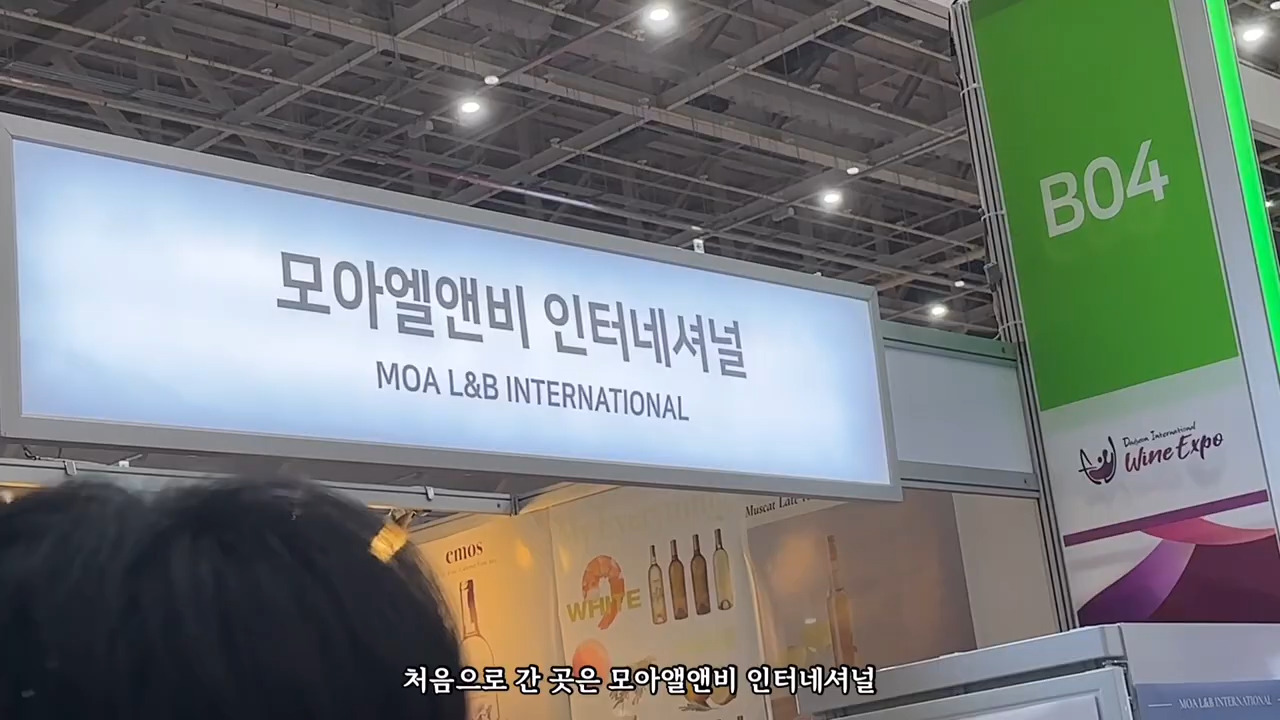 모아엘앤비 인터네셔널
MOA L&B INTERNATIONAL
B04
Daejeon International
Wine Expo
emos
Muscat Late
WHITE
MOA L&B INTERNATIONAL
처음으로 간 곳은 모아앨앤비 인터네셔널